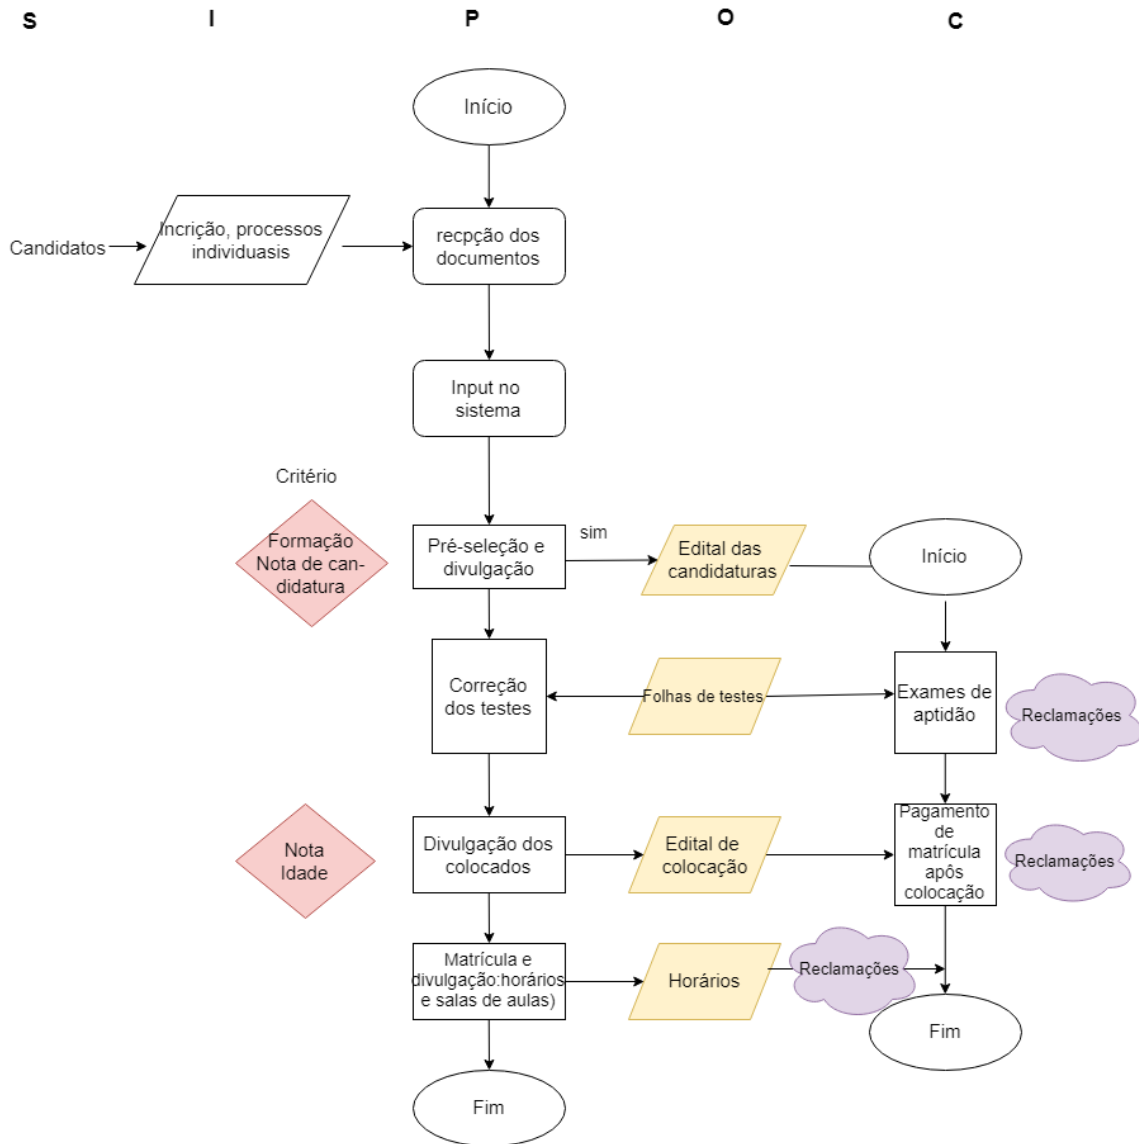 S I P O C
Início
Candidatos
Incrição, processos
individuasis
recpção dos
documentos
Input no
sistema
Critério
Formação
Nota de can-
didatura
Pré-seleção e
divulgação
sim
Edital das
candidaturas
Início
Correção
dos testes
Folhas de testes
Exames de
aptidão
Reclamações
Nota
Idade
Divulgação dos
colocados
Edital de
colocação
Pagamento
de
matrícula
após
colocação
Reclamações
Matrícula e
divulgação:horários
e salas de aulas)
Horários
Reclamações
Fim
Fim